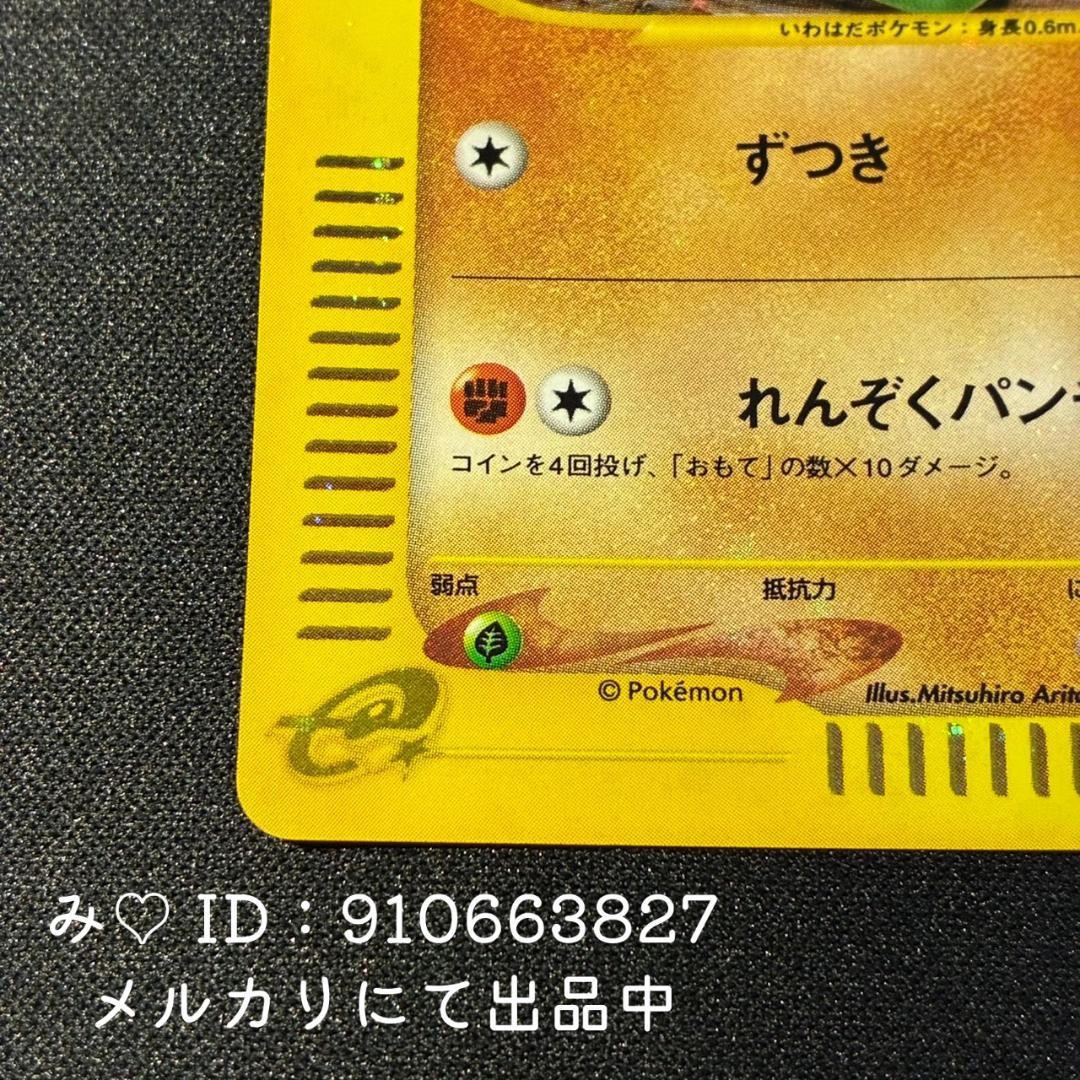 いわはだポケモン：身長0.6m
ずつき
れんぞくパン
コインを4回投げ、「おもて」の数×10ダメージ。
弱点 抵抗力 に
© Pokémon Illus.Mitsuhiro Arita
み♡ ID：910663827
メルカリにて出品中